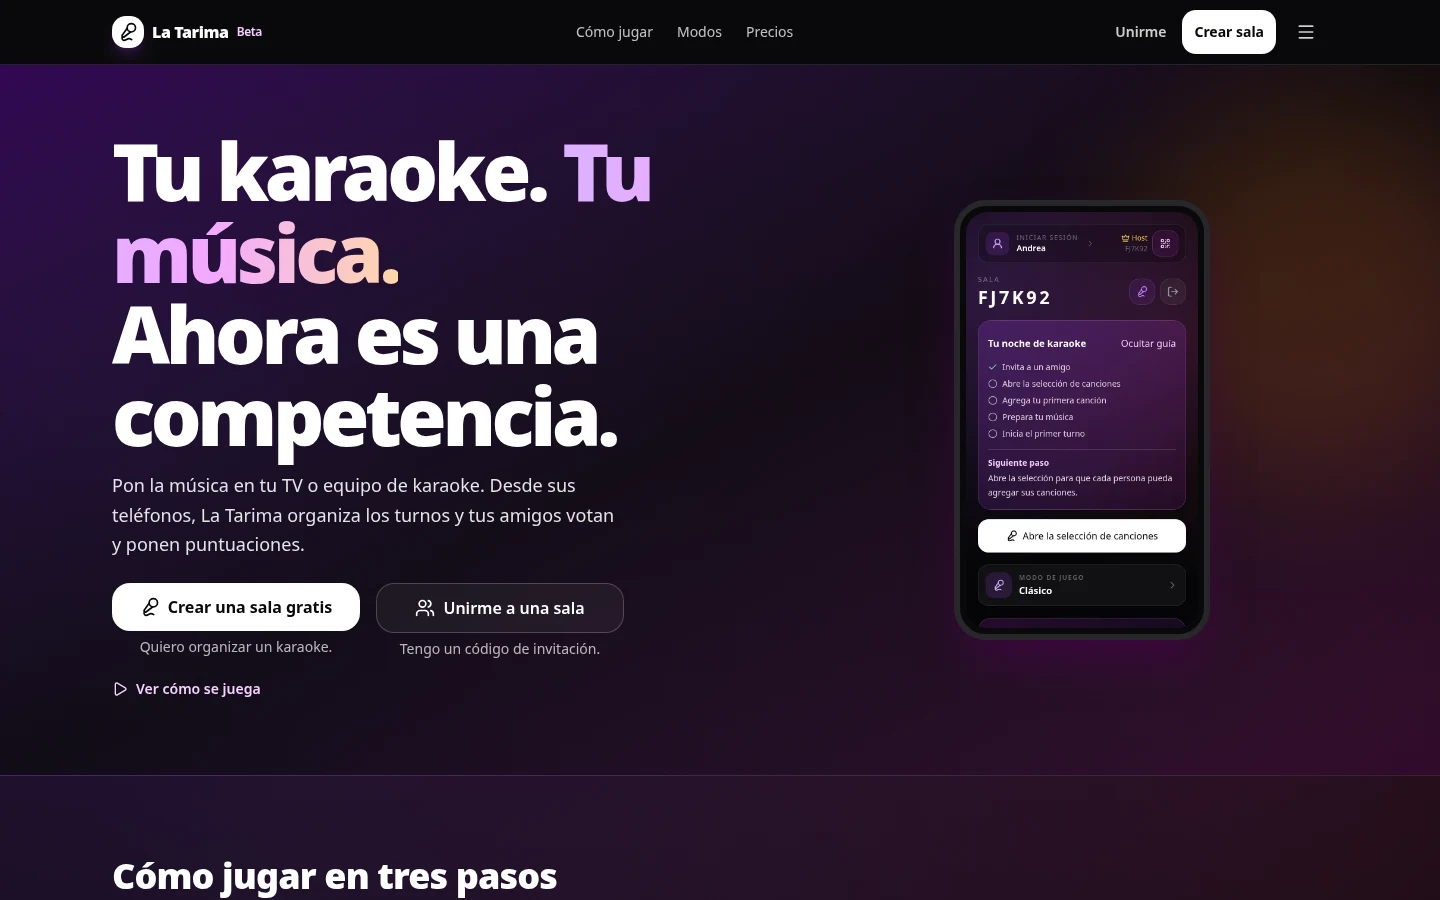 La Tarima Beta
Cómo jugar
Modos
Precios
Unirme
Crear sala
Tu karaoke. Tu
música.
Ahora es una
competencia.
Pon la música en tu TV o equipo de karaoke. Desde sus
teléfonos, La Tarima organiza los turnos y tus amigos votan
y ponen puntuaciones.
Crear una sala gratis
Quiero organizar un karaoke.
Unirme a una sala
Tengo un código de invitación.
Ver cómo se juega
INICIAR SESIÓN
Andrea
Host
FJ7K92
SALA
FJ7K92
Tu noche de karaoke
Ocultar guía
Invita a un amigo
Abre la selección de canciones
Agrega tu primera canción
Prepara tu música
Inicia el primer turno
Siguiente paso
Abre la selección para que cada persona pueda
agregar sus canciones.
Abre la selección de canciones
MODO DE JUEGO
Clásico
Cómo jugar en tres pasos